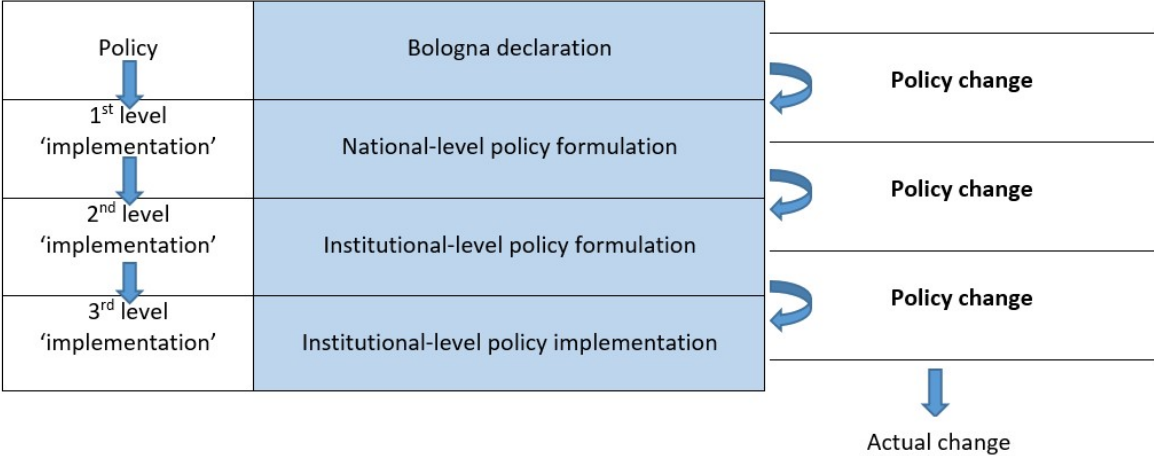 Policy
Bologna declaration
Policy change
1st level
‘implementation’
National-level policy formulation
Policy change
2nd level
‘implementation’
Institutional-level policy formulation
Policy change
3rd level
‘implementation’
Institutional-level policy implementation
Actual change